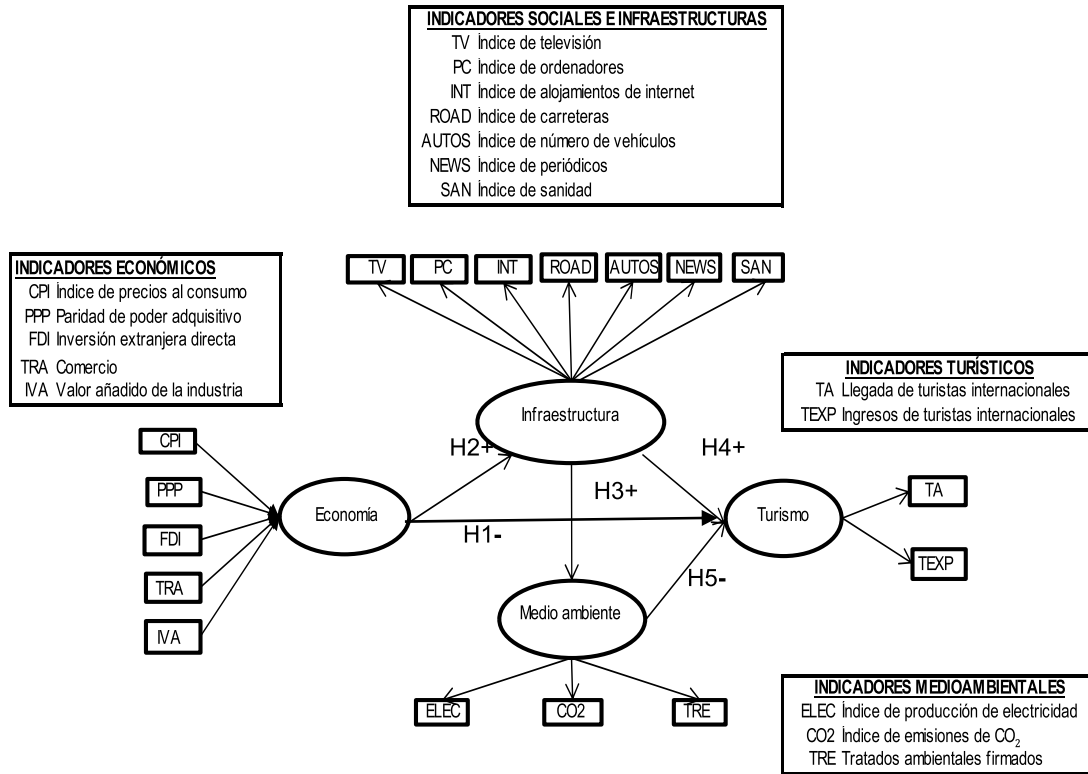 INDICADORES SOCIALES E INFRAESTRUCTURAS
TV Índice de televisión
PC Índice de ordenadores
INT Índice de alojamientos de internet
ROAD Índice de carreteras
AUTOS Índice de número de vehículos
NEWS Índice de periódicos
SAN Índice de sanidad
INDICADORES ECONÓMICOS
CPI Índice de precios al consumo
PPP Paridad de poder adquisitivo
FDI Inversión extranjera directa
TRA Comercio
IVA Valor añadido de la industria
TV PC INT ROAD AUTOS NEWS SAN
INDICADORES TURÍSTICOS
TA Llegada de turistas internacionales
TEXP Ingresos de turistas internacionales
Infraestructura
CPI
PPP
FDI
TRA
IVA
Economía
H2+
H4+
H3+
H1-
H5-
Turismo
TA
TEXP
Medio ambiente
ELEC CO2 TRE
INDICADORES MEDIOAMBIENTALES
ELEC Índice de producción de electricidad
CO2 Índice de emisiones de CO₂
TRE Tratados ambientales firmados